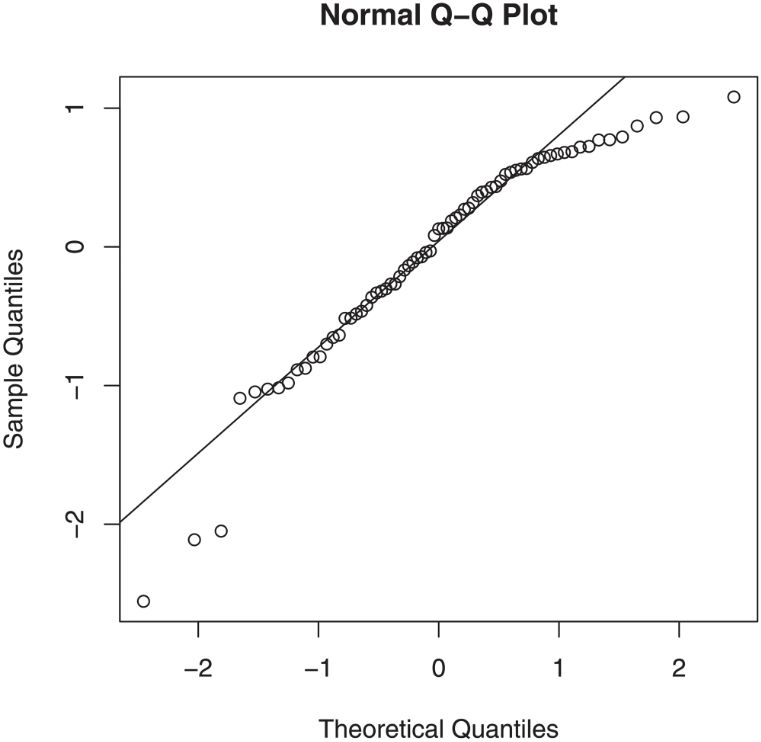 Normal Q−Q Plot
1
0
−1
−2
Sample Quantiles
−2 −1 0 1 2
Theoretical Quantiles